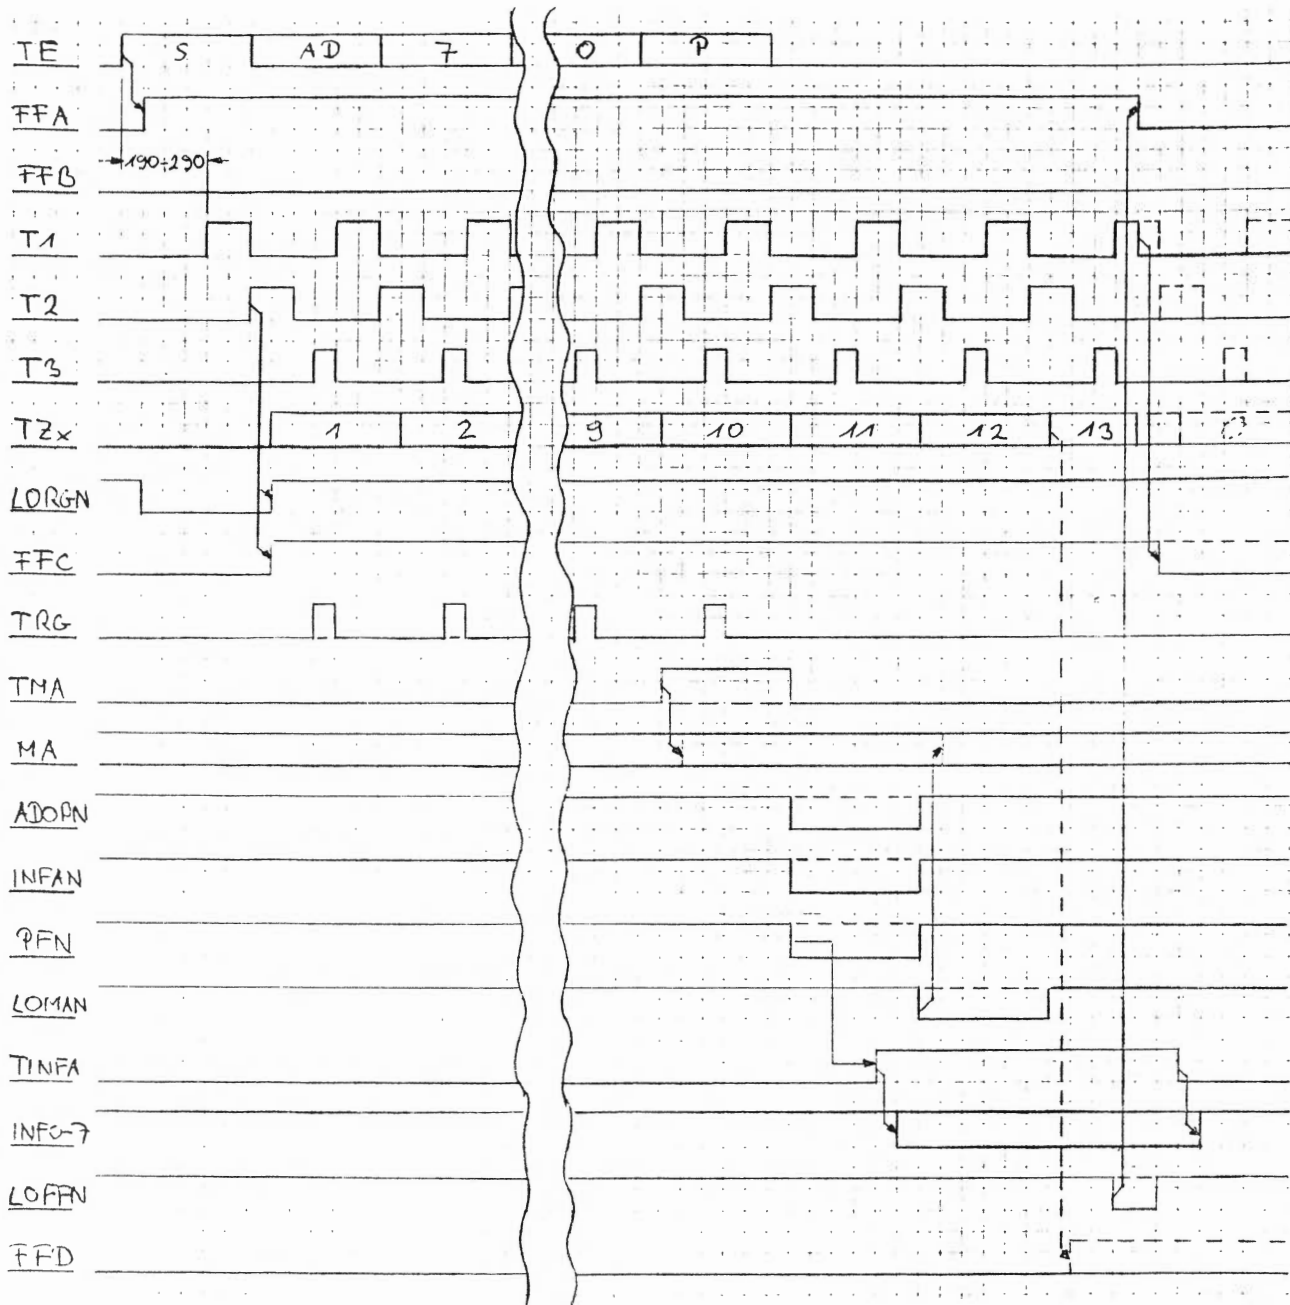 TE S AD 7 0 P
FFA
190÷290
FFB
T1
T2
T3
TZx 1 2 9 10 11 12 13
LORGN
FFC
TRG
TMA
MA
ADOPN
INFAN
PFN
LOMAN
TINFA
INF0-7
LOFFN
FFD